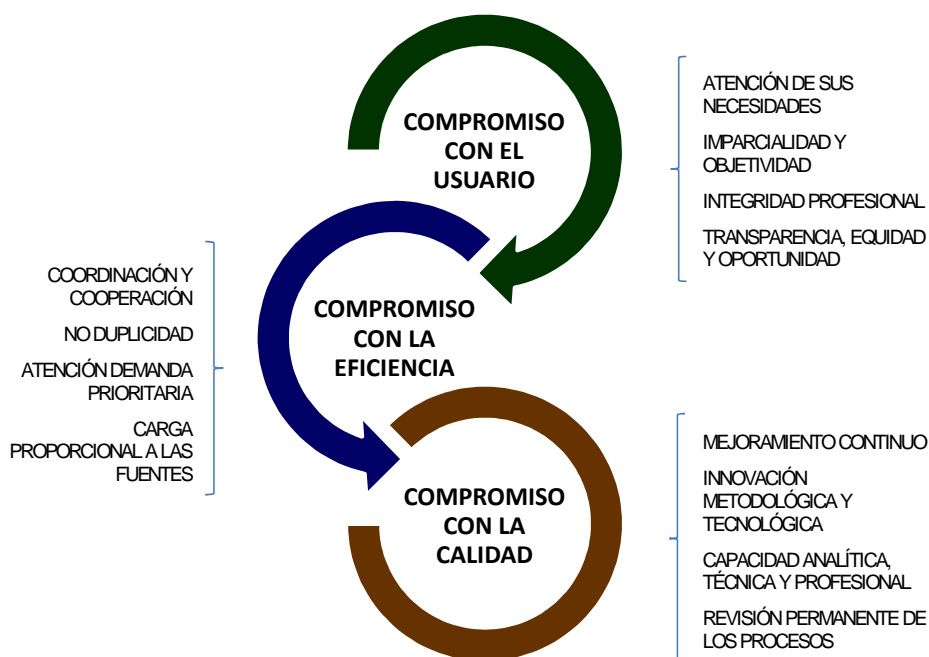 COMPROMISO
CON EL
USUARIO
ATENCIÓN DE SUS
NECESIDADES
IMPARCIALIDAD Y
OBJETIVIDAD
INTEGRIDAD PROFESIONAL
TRANSPARENCIA, EQUIDAD
Y OPORTUNIDAD
COMPROMISO
CON LA
EFICIENCIA
COORDINACIÓN Y
COOPERACIÓN
NO DUPLICIDAD
ATENCIÓN DEMANDA
PRIORITARIA
CARGA
PROPORCIONAL A LAS
FUENTES
COMPROMISO
CON LA
CALIDAD
MEJORAMIENTO CONTINUO
INNOVACIÓN
METODOLÓGICA Y
TECNOLÓGICA
CAPACIDAD ANALÍTICA,
TÉCNICA Y PROFESIONAL
REVISIÓN PERMANENTE DE
LOS PROCESOS